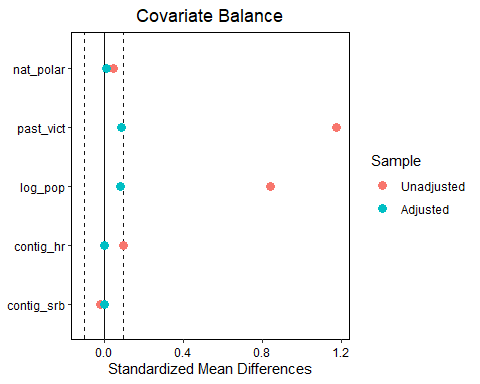 Covariate Balance
nat_polar
past_vict
log_pop
contig_hr
contig_srb
0.0 0.4 0.8 1.2
Standardized Mean Differences
Sample
Unadjusted
Adjusted